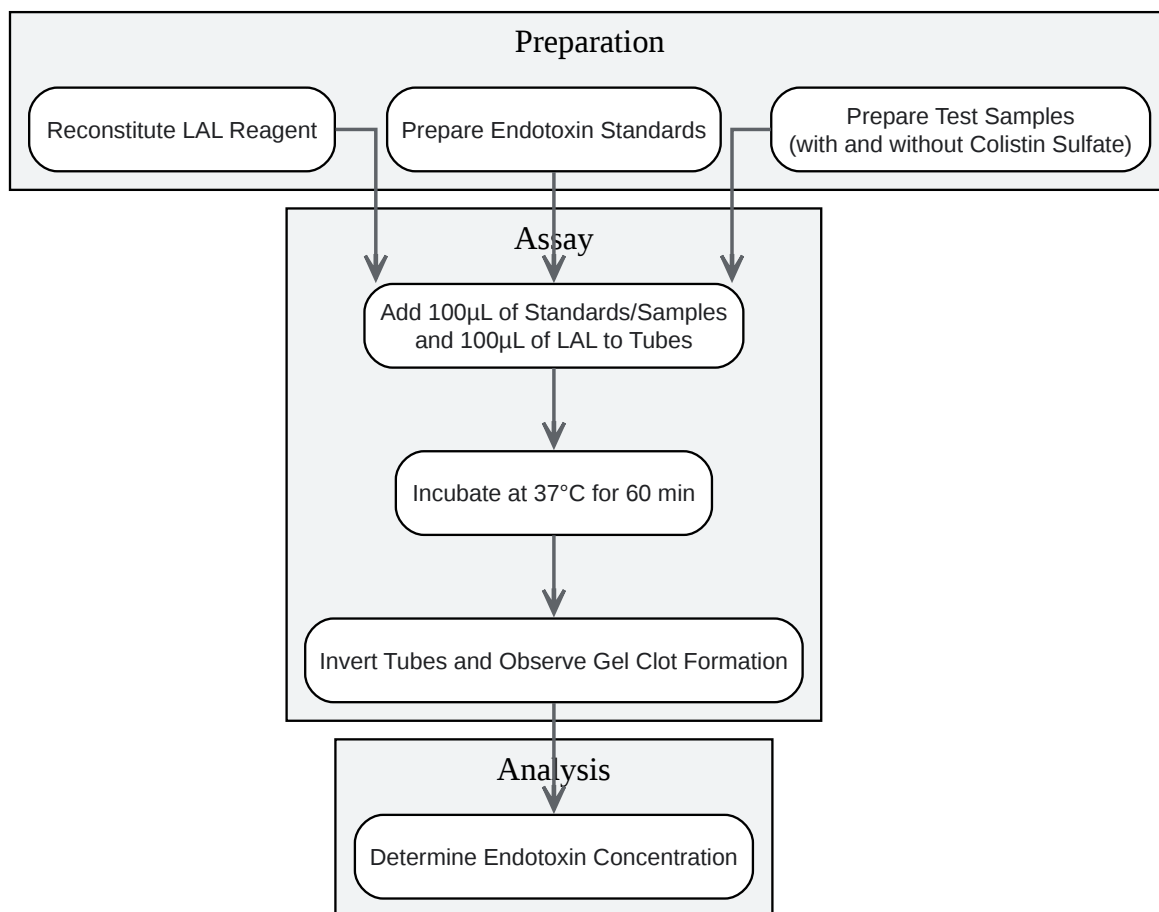 Preparation
Reconstitute LAL Reagent
Prepare Endotoxin Standards
Prepare Test Samples
(with and without Colistin Sulfate)
Assay
Add 100µL of Standards/Samples
and 100µL of LAL to Tubes
Incubate at 37°C for 60 min
Invert Tubes and Observe Gel Clot Formation
Analysis
Determine Endotoxin Concentration